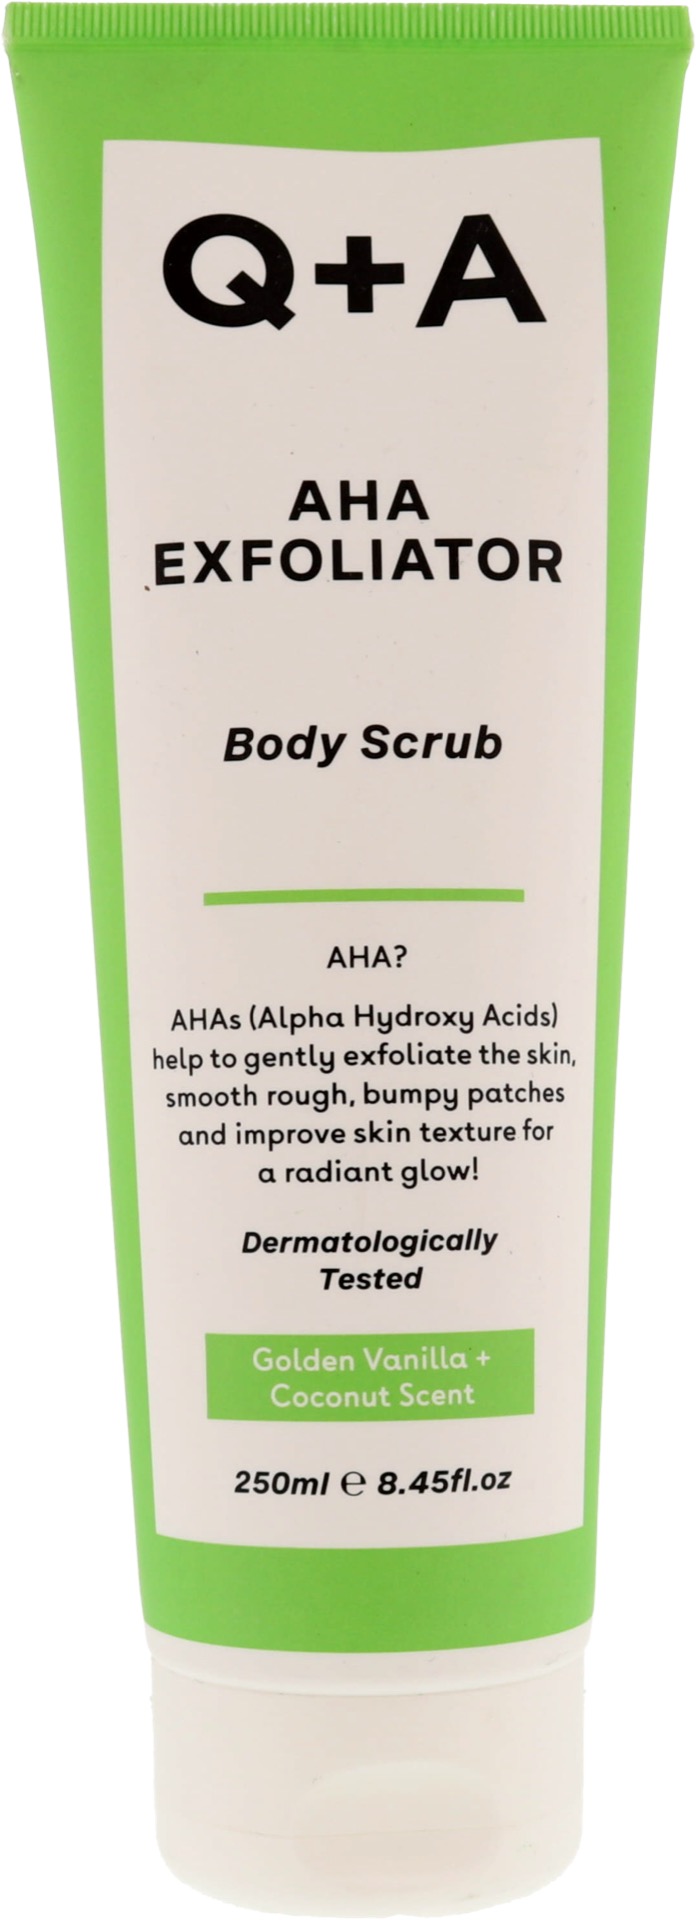 Q+A
AHA
EXFOLIATOR
Body Scrub
AHA?
AHAs (Alpha Hydroxy Acids)
help to gently exfoliate the skin,
smooth rough, bumpy patches
and improve skin texture for
a radiant glow!
Dermatologically
Tested
Golden Vanilla +
Coconut Scent
250ml ℮ 8.45fl.oz